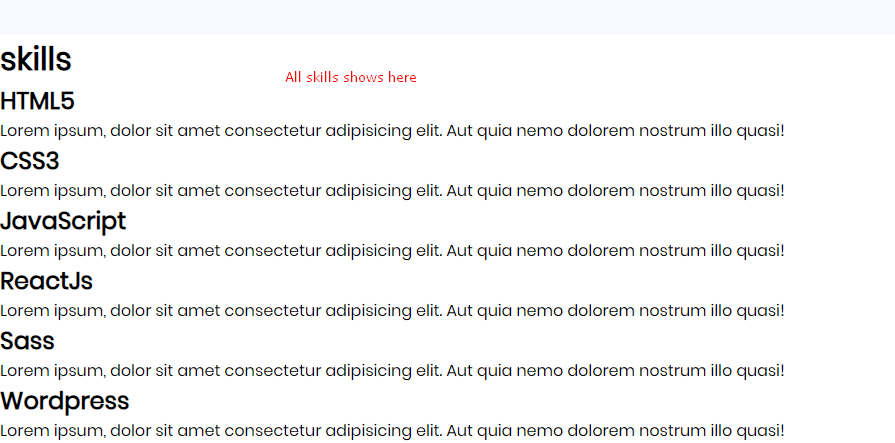 skills
All skills shows here
HTML5
Lorem ipsum, dolor sit amet consectetur adipisicing elit. Aut quia nemo dolorem nostrum illo quasi!
CSS3
Lorem ipsum, dolor sit amet consectetur adipisicing elit. Aut quia nemo dolorem nostrum illo quasi!
JavaScript
Lorem ipsum, dolor sit amet consectetur adipisicing elit. Aut quia nemo dolorem nostrum illo quasi!
ReactJs
Lorem ipsum, dolor sit amet consectetur adipisicing elit. Aut quia nemo dolorem nostrum illo quasi!
Sass
Lorem ipsum, dolor sit amet consectetur adipisicing elit. Aut quia nemo dolorem nostrum illo quasi!
Wordpress
Lorem ipsum, dolor sit amet consectetur adipisicing elit. Aut quia nemo dolorem nostrum illo quasi!